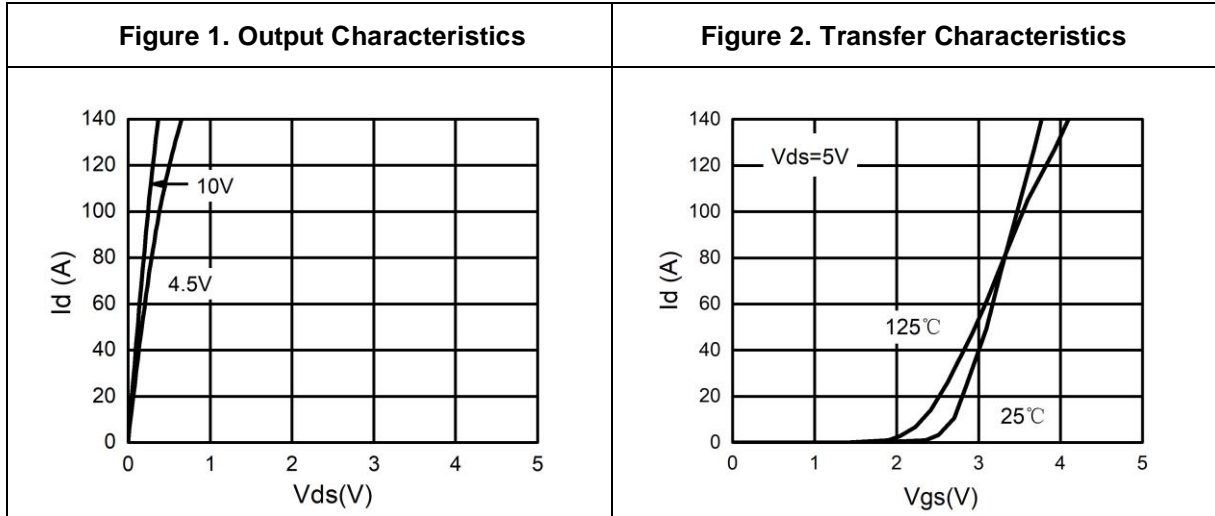 Figure 1. Output Characteristics
Figure 2. Transfer Characteristics
140
120
100
80
60
40
20
0
Id (A)
10V
4.5V
0 1 2 3 4 5
Vds(V)
140
120
100
80
60
40
20
0
Id (A)
Vds=5V
125℃
25℃
0 1 2 3 4 5
Vgs(V)